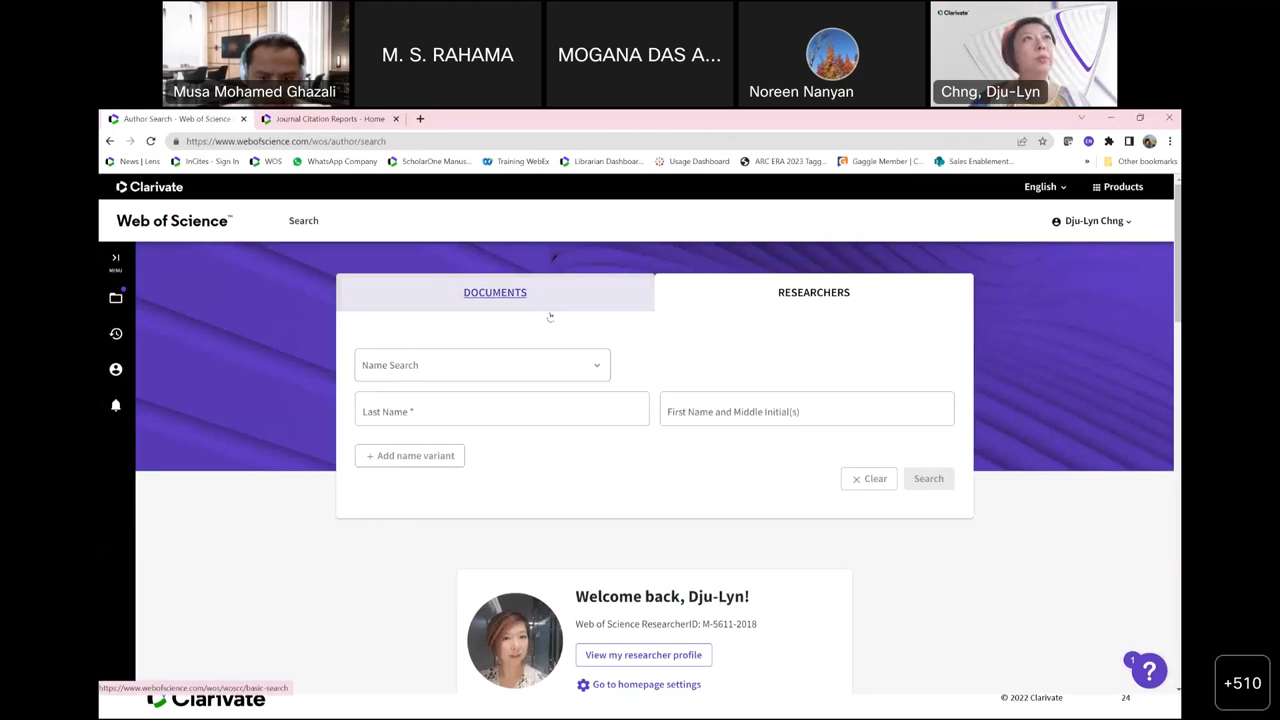 Clarivate
Musa Mohamed Ghazali
M. S. RAHAMA
MOGANA DAS A...
Noreen Nanyan
Chng, Dju-Lyn
Author Search - Web of Science
Journal Citation Reports - Home
https://www.webofscience.com/wos/author/search
News | Lens
InCites - Sign In
WOS
WhatsApp Company
ScholarOne Manus...
Training WebEx
Librarian Dashboar...
Usage Dashboard
ARC ERA 2023 Tagg...
Gaggle Member | C...
Sales Enablement...
»
Other bookmarks
Clarivate
English
Products
Web of Science™
Search
Dju-Lyn Chng
MENU
DOCUMENTS
RESEARCHERS
Name Search
Last Name *
First Name and Middle Initial(s)
+ Add name variant
× Clear
Search
Welcome back, Dju-Lyn!
Web of Science ResearcherID: M-5611-2018
View my researcher profile
Go to homepage settings
1
?
https://www.webofscience.com/wos/woscc/basic-search
Clarivate
© 2022 Clarivate
24
+510